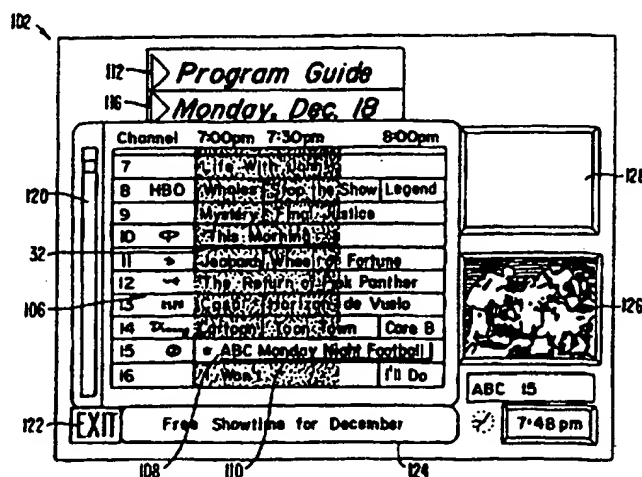 102
112 Program Guide
116 Monday, Dec. 18
Channel 7:00pm 7:30pm 8:00pm
7 Life With
120
128
8 HBO Whales Stop the Show Legend
9 Mystery Final Justice
10 This Morning
32
11 Jeopardy Wheel of Fortune
12 The Return of Pink Panther
106
126
13 de Vuelo
14 Cartoon Toon Town Care B
15 ABC Monday Night Football
16 I Won't I'll Do
ABC 15
122 EXIT Free Showtime for December 7:48 pm
108 110 124